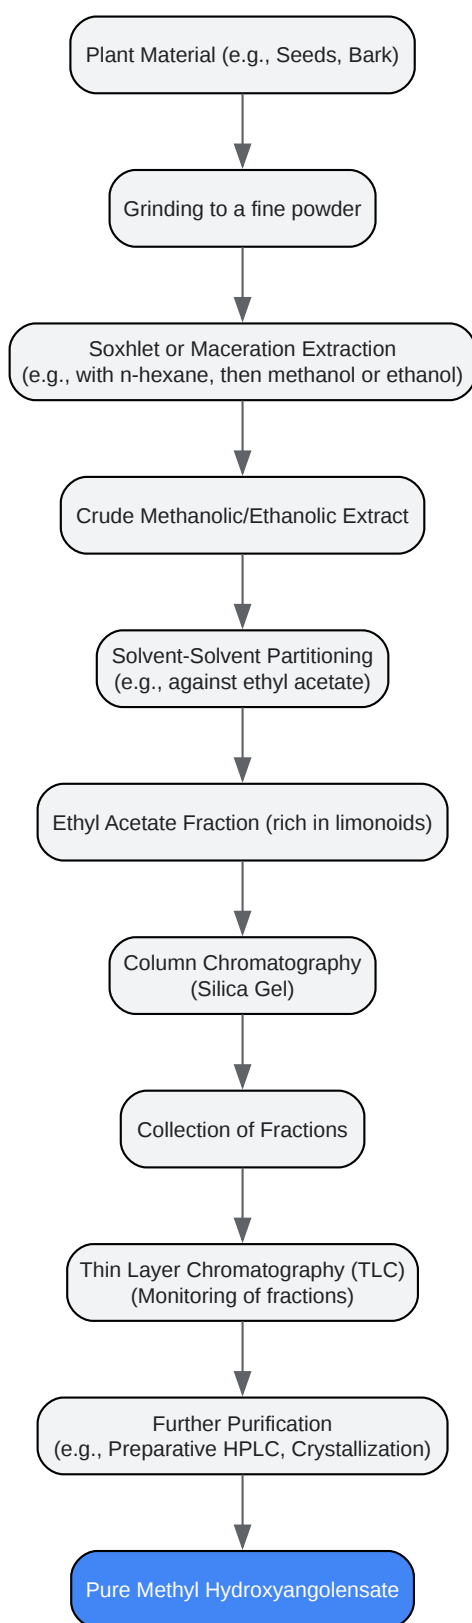 Plant Material (e.g., Seeds, Bark)
Grinding to a fine powder
Soxhlet or Maceration Extraction
(e.g., with n-hexane, then methanol or ethanol)
Crude Methanolic/Ethanolic Extract
Solvent-Solvent Partitioning
(e.g., against ethyl acetate)
Ethyl Acetate Fraction (rich in limonoids)
Column Chromatography
(Silica Gel)
Collection of Fractions
Thin Layer Chromatography (TLC)
(Monitoring of fractions)
Further Purification
(e.g., Preparative HPLC, Crystallization)
Pure Methyl Hydroxyangolensate